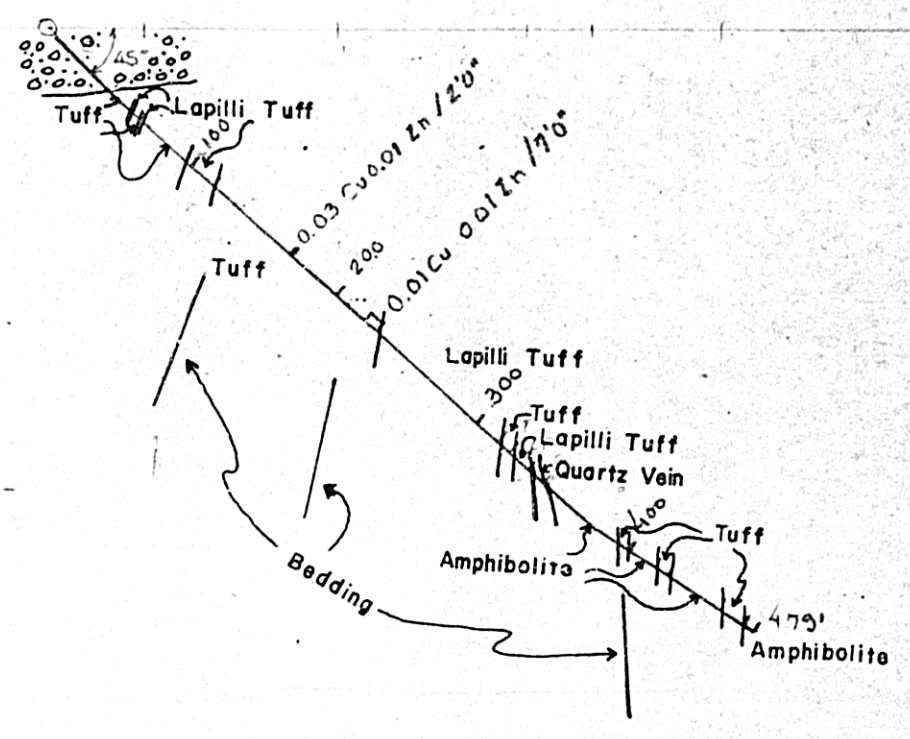 45°
Tuff
Lapilli Tuff
100
Tuff
0.03 Cu 0.01 Zn / 2'0"
Tuff
200
0.01 Cu 0.01 Zn / 7'0"
Lapilli Tuff
300
Tuff
Lapilli Tuff
Quartz Vein
400
Tuff
Amphibolite
Bedding
479'
Amphibolite